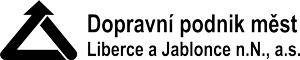 Dopravní podnik měst
Liberce a Jablonce n.N., a.s.